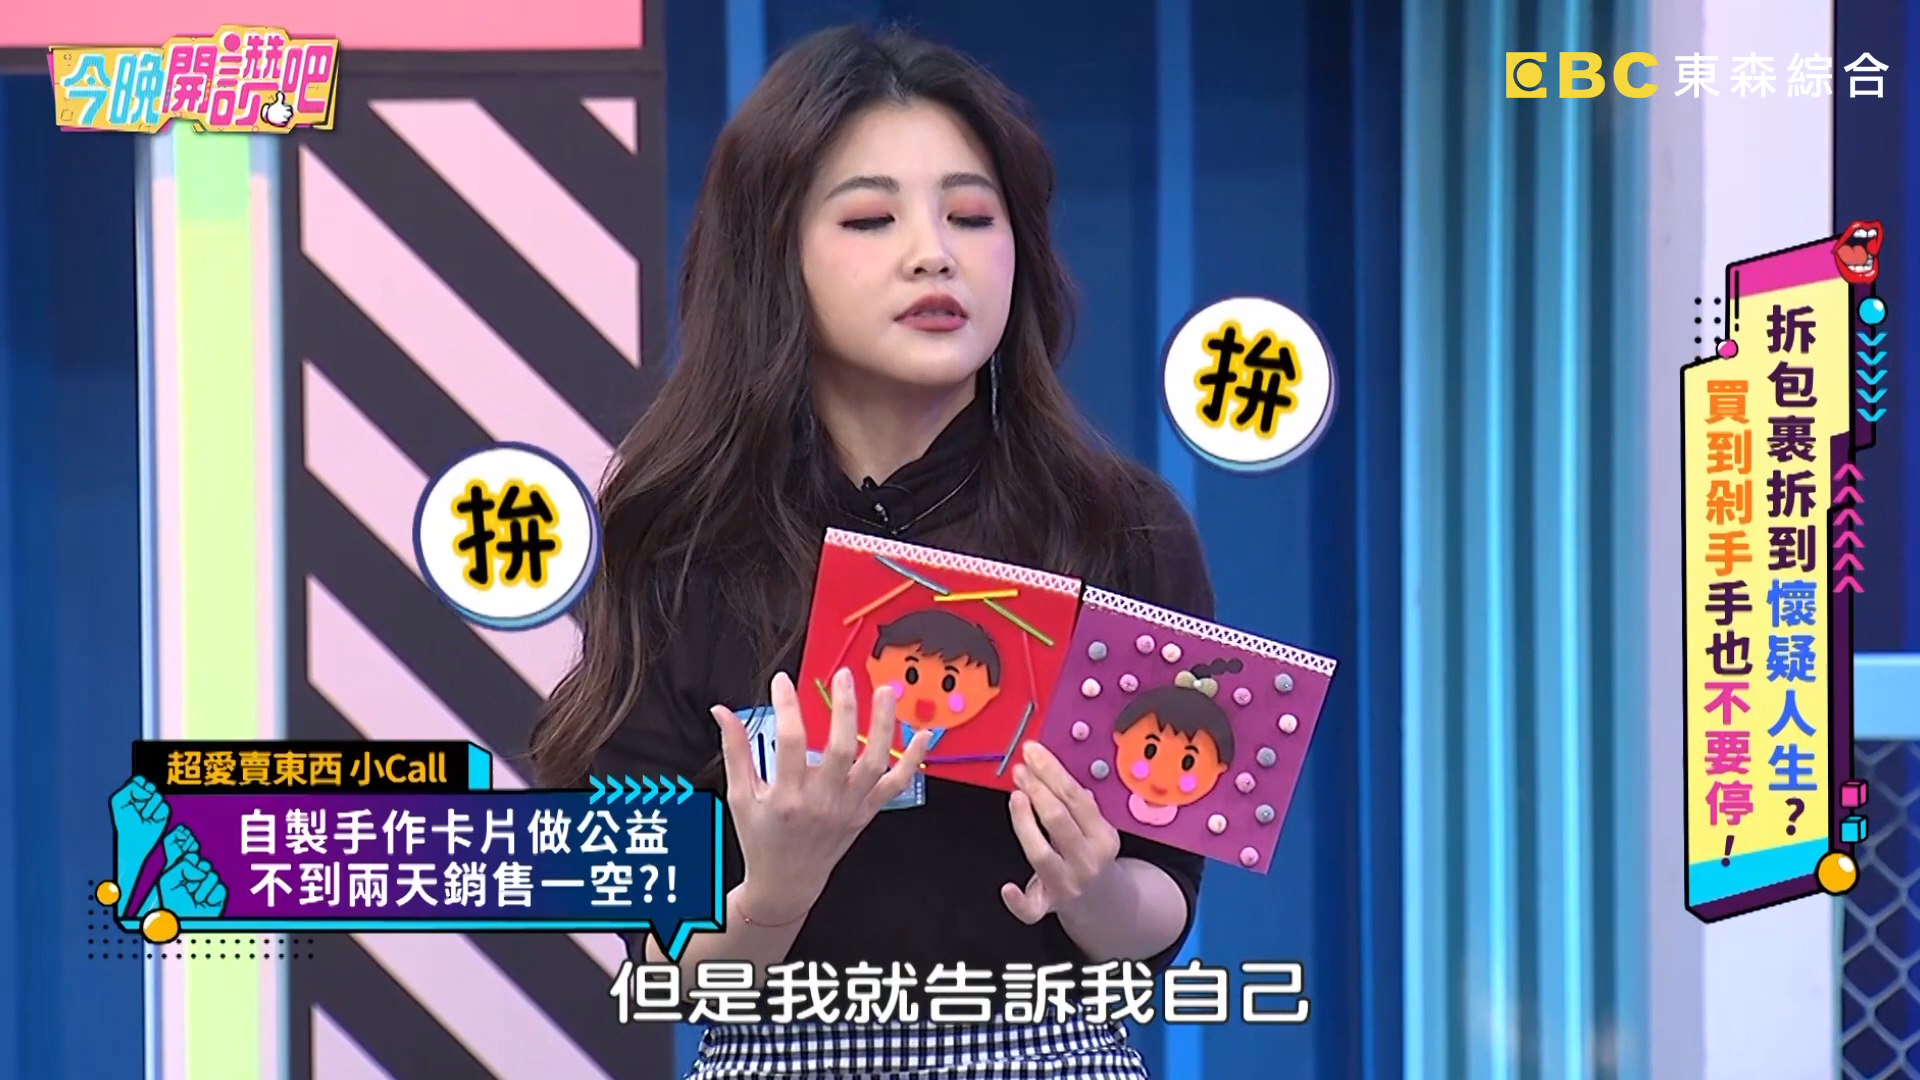 今晚開讚吧
EBC 東森綜合
拚
拚
拆包裹拆到懷疑人生?
買到剁手手也不要停!
超愛賣東西 小Call
自製手作卡片做公益
不到兩天銷售一空?!
但是我就告訴我自己